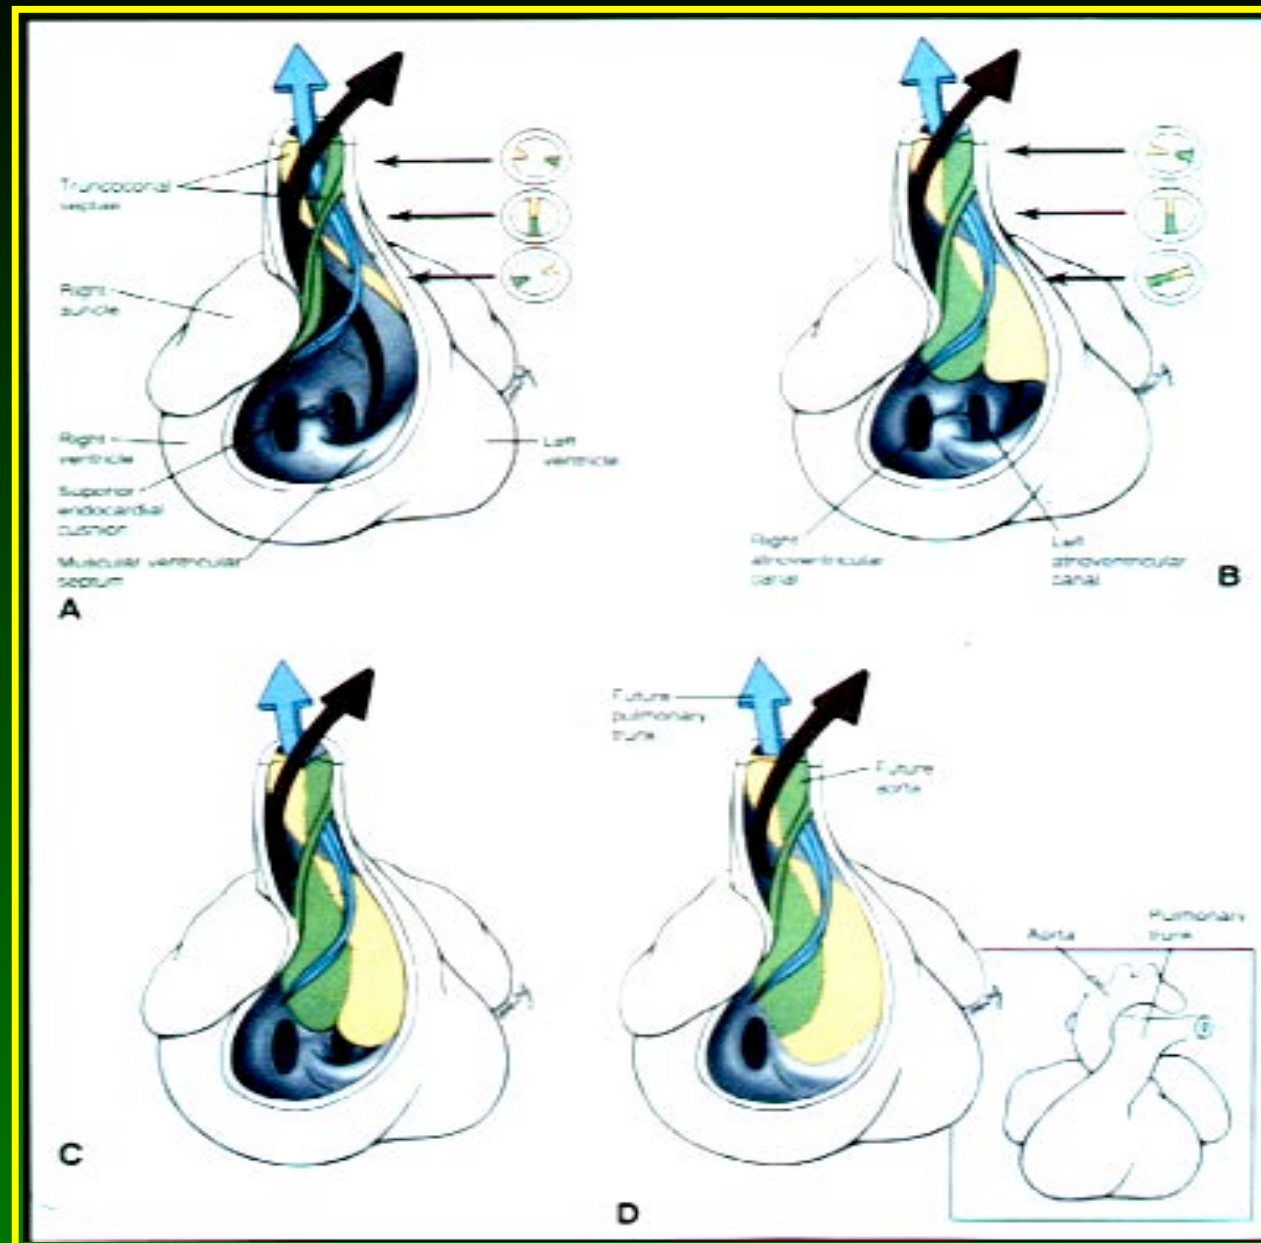 Truncoconal
septae
Right
auricle
Right
ventricle
Superior
endocardial
cushion
Muscular ventricular
septum
Left
ventricle
A
Right
atrioventricular
canal
Left
atrioventricular
canal
B
C
Future
pulmonary
trunk
Future
aorta
Aorta
Pulmonary
trunk
D